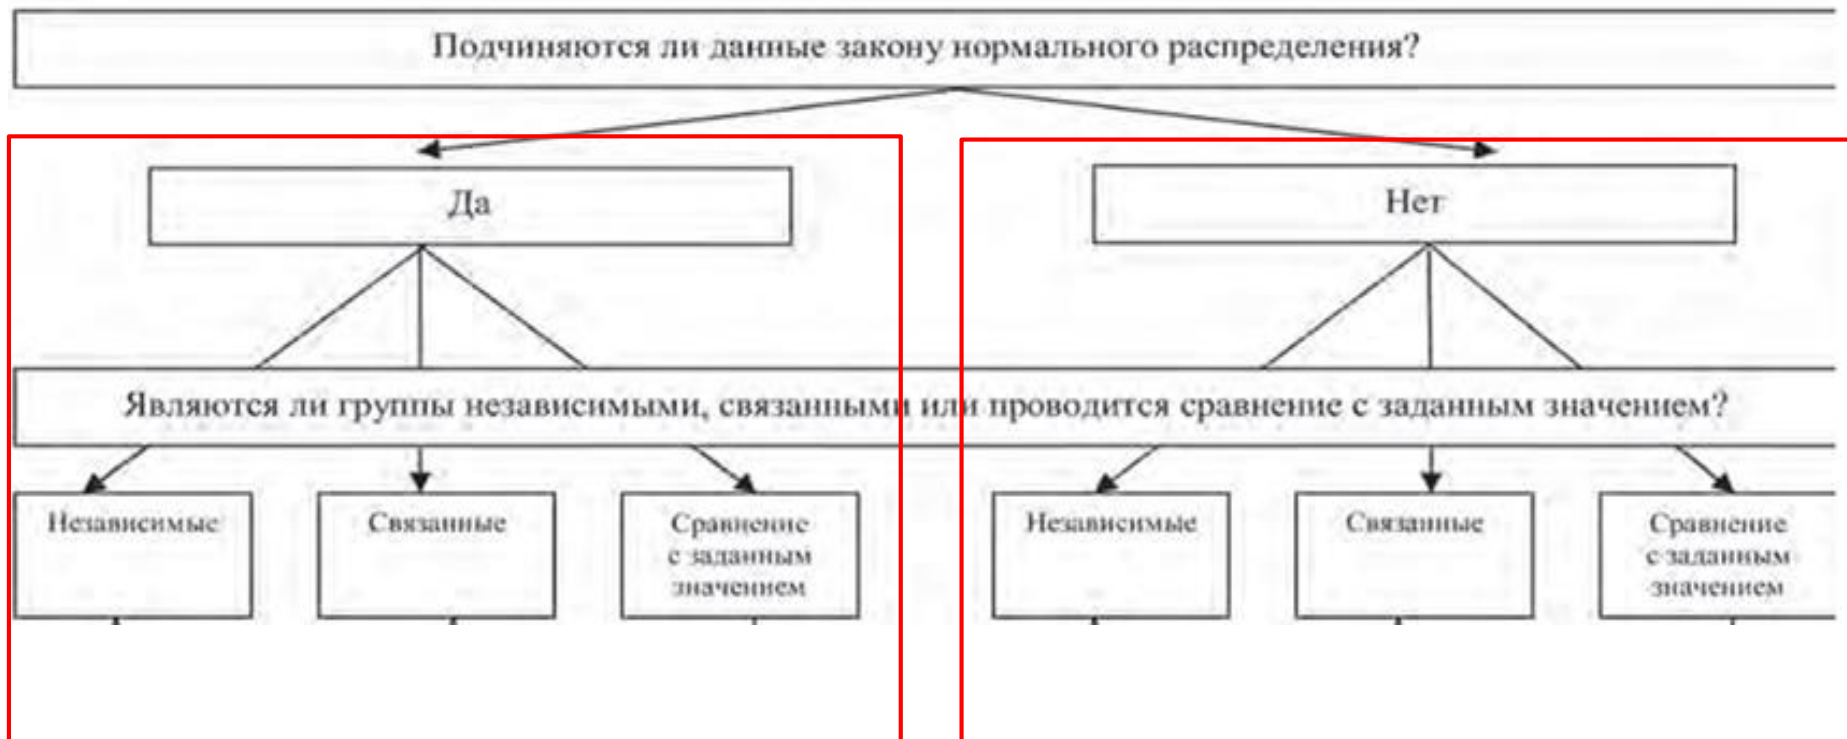 Подчиняются ли данные закону нормального распределения?
Да
Нет
Являются ли группы независимыми, связанными или проводится сравнение с заданным значением?
Независимые
Связанные
Сравнение
с заданным
значением
Независимые
Связанные
Сравнение
с заданным
значением